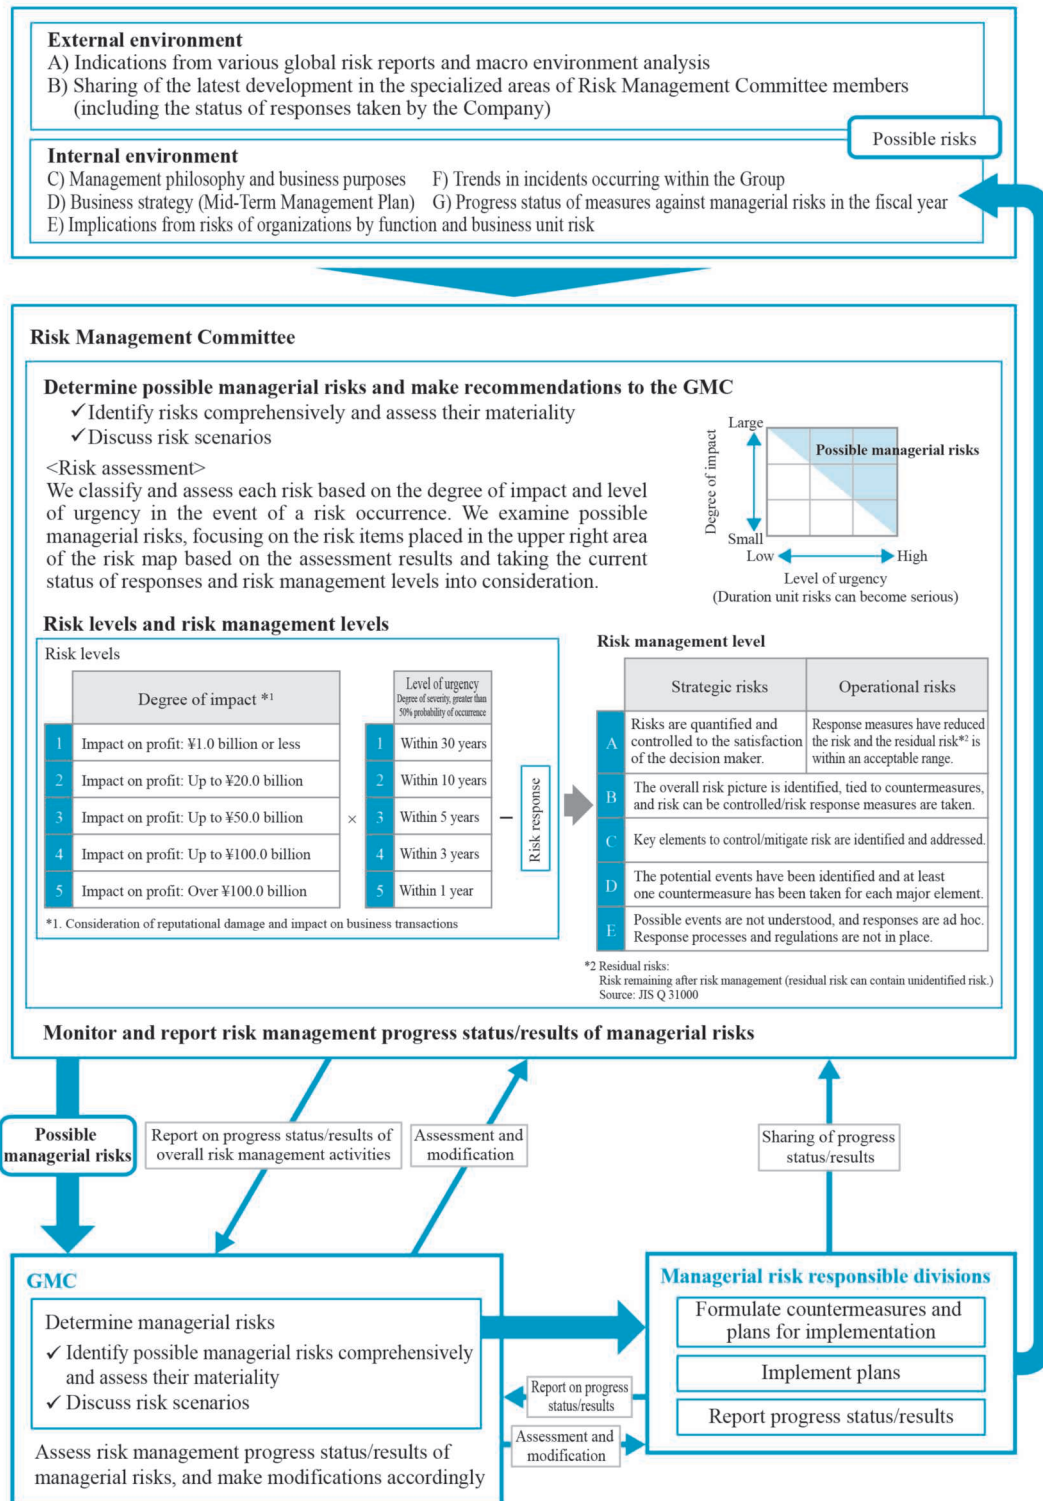 External environment
A) Indications from various global risk reports and macro environment analysis
B) Sharing of the latest development in the specialized areas of Risk Management Committee members
(including the status of responses taken by the Company)
Possible risks
Internal environment
C) Management philosophy and business purposes
F) Trends in incidents occurring within the Group
D) Business strategy (Mid-Term Management Plan)
G) Progress status of measures against managerial risks in the fiscal year
E) Implications from risks of organizations by function and business unit risk
Risk Management Committee
Determine possible managerial risks and make recommendations to the GMC
✓Identify risks comprehensively and assess their materiality
✓Discuss risk scenarios
<Risk assessment>
We classify and assess each risk based on the degree of impact and level
of urgency in the event of a risk occurrence. We examine possible
managerial risks, focusing on the risk items placed in the upper right area
of the risk map based on the assessment results and taking the current
status of responses and risk management levels into consideration.
Degree of impact
Large
Possible managerial risks
Small
Low
High
Level of urgency
(Duration unit risks can become serious)
Risk levels and risk management levels
Risk levels
Degree of impact *1
1 Impact on profit: ¥1.0 billion or less
2 Impact on profit: Up to ¥20.0 billion
3 Impact on profit: Up to ¥50.0 billion
4 Impact on profit: Up to ¥100.0 billion
5 Impact on profit: Over ¥100.0 billion
×
Level of urgency
Degree of severity, greater than
50% probability of occurrence
1 Within 30 years
2 Within 10 years
3 Within 5 years
4 Within 3 years
5 Within 1 year
−
Risk response
*1. Consideration of reputational damage and impact on business transactions
Risk management level
Strategic risks
Operational risks
A
Risks are quantified and
controlled to the satisfaction
of the decision maker.
Response measures have reduced
the risk and the residual risk*2 is
within an acceptable range.
B
The overall risk picture is identified, tied to countermeasures,
and risk can be controlled/risk response measures are taken.
C
Key elements to control/mitigate risk are identified and addressed.
D
The potential events have been identified and at least
one countermeasure has been taken for each major element.
E
Possible events are not understood, and responses are ad hoc.
Response processes and regulations are not in place.
*2 Residual risks:
Risk remaining after risk management (residual risk can contain unidentified risk.)
Source: JIS Q 31000
Monitor and report risk management progress status/results of managerial risks
Possible
managerial risks
Report on progress status/results of
overall risk management activities
Assessment and
modification
Sharing of progress
status/results
GMC
Determine managerial risks
✓ Identify possible managerial risks comprehensively
and assess their materiality
✓ Discuss risk scenarios
Assess risk management progress status/results of
managerial risks, and make modifications accordingly
Report on progress
status/results
Assessment and
modification
Managerial risk responsible divisions
Formulate countermeasures and
plans for implementation
Implement plans
Report progress status/results